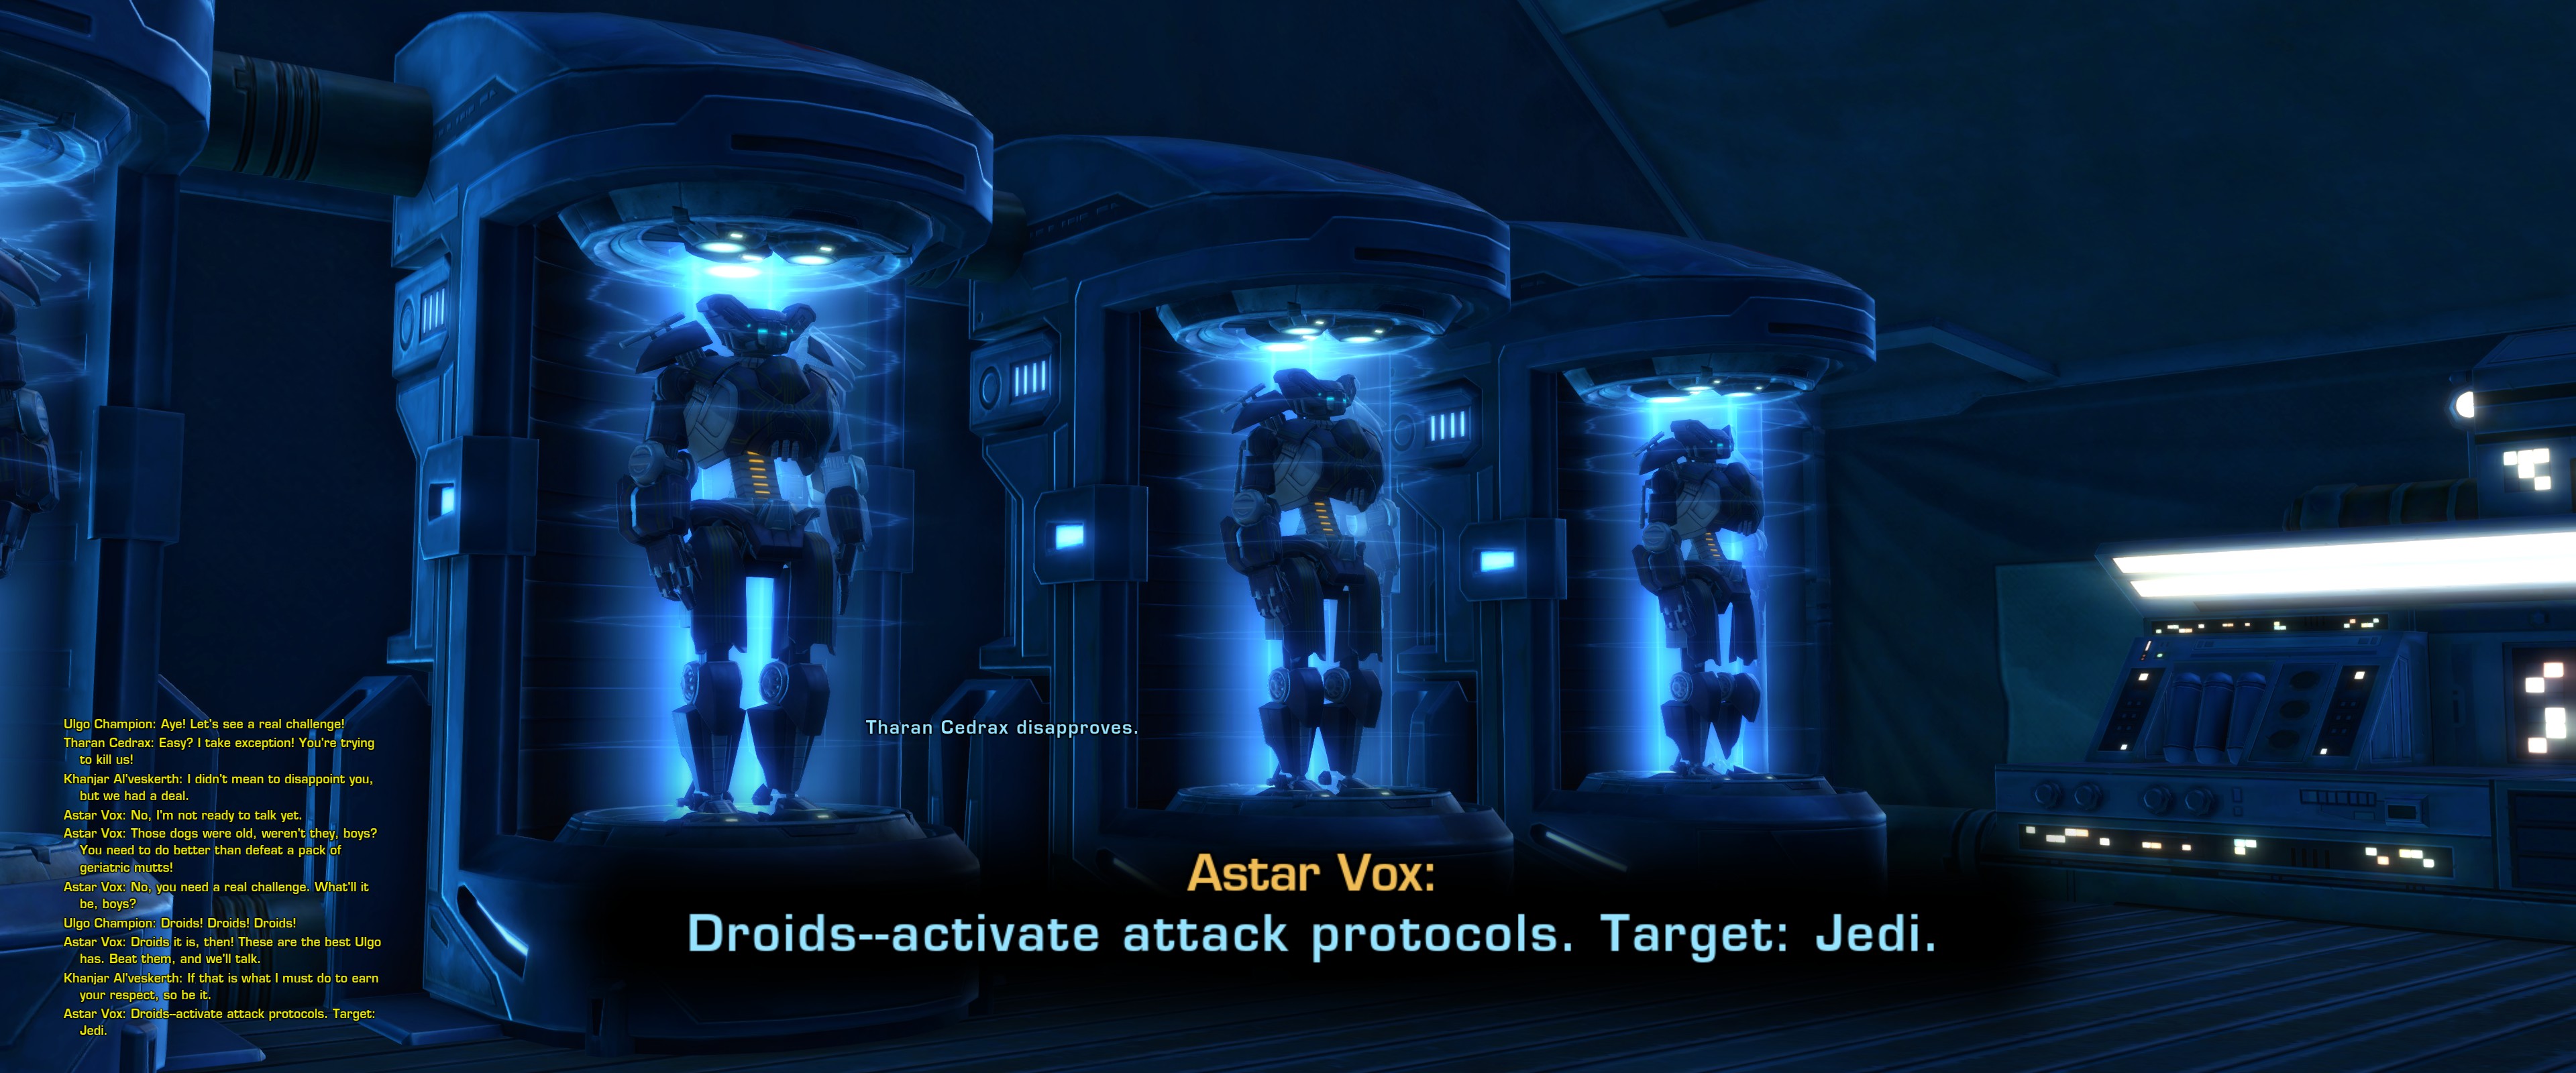 Ulgo Champion: Aye! Let's see a real challenge!
Tharan Cedrax: Easy? I take exception! You're trying
to kill us!
Khanjar Al'veskerth: I didn't mean to disappoint you,
but we had a deal.
Astar Vox: No, I'm not ready to talk yet.
Astar Vox: Those dogs were old, weren't they, boys?
You need to do better than defeat a pack of
geriatric mutts!
Astar Vox: No, you need a real challenge. What'll it
be, boys?
Ulgo Champion: Droids! Droids! Droids!
Astar Vox: Droids it is, then! These are the best Ulgo
has. Beat them, and we'll talk.
Khanjar Al'veskerth: If that is what I must do to earn
your respect, so be it.
Astar Vox: Droids--activate attack protocols. Target:
Jedi.
Tharan Cedrax disapproves.
Astar Vox:
Droids--activate attack protocols. Target: Jedi.